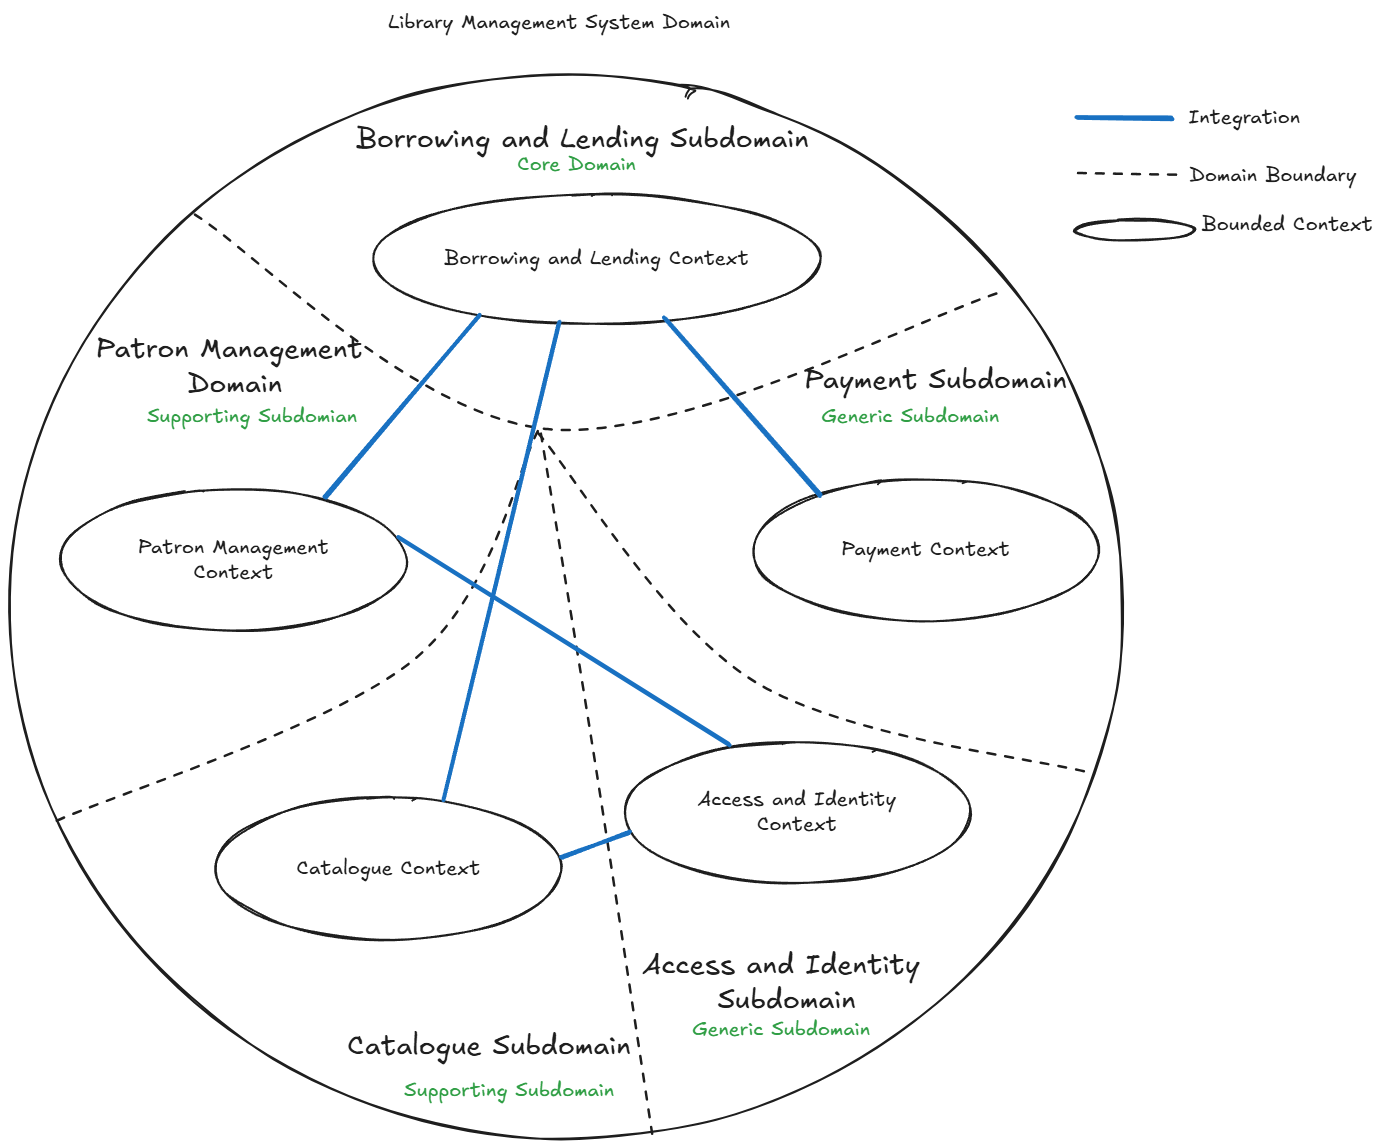 Library Management System Domain
Integration
Domain Boundary
Bounded Context
Borrowing and Lending Subdomain
Core Domain
Borrowing and Lending Context
Patron Management
Domain
Supporting Subdomian
Payment Subdomain
Generic Subdomain
Patron Management
Context
Payment Context
Access and Identity
Context
Catalogue Context
Access and Identity
Subdomain
Generic Subdomain
Catalogue Subdomain
Supporting Subdomain